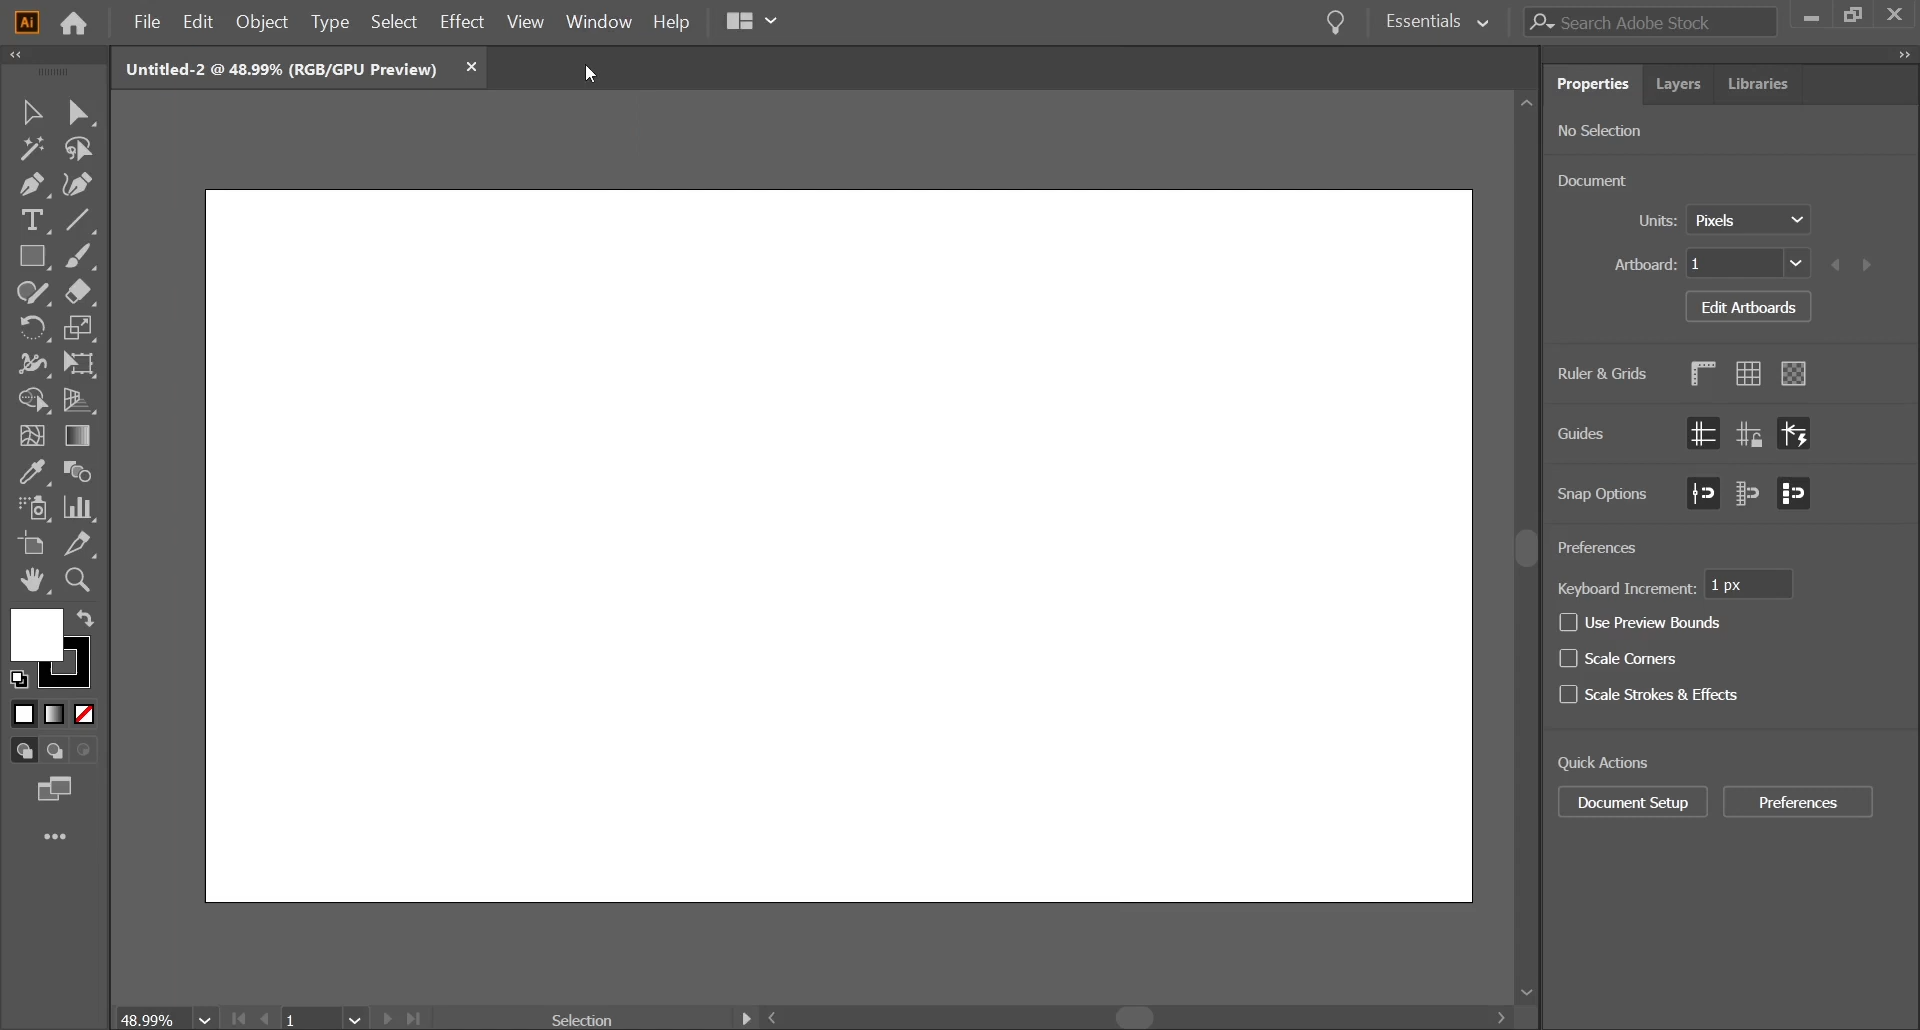 Ai File Edit Object Type Select Effect View Window Help Essentials Search Adobe Stock
Untitled-2 @ 48.99% (RGB/GPU Preview)
Properties Layers Libraries
No Selection
Document
Units: Pixels
Artboard: 1
Edit Artboards
Ruler & Grids
Guides
Snap Options
Preferences
Keyboard Increment: 1 px
Use Preview Bounds
Scale Corners
Scale Strokes & Effects
Quick Actions
Document Setup Preferences
48.99% 1 Selection